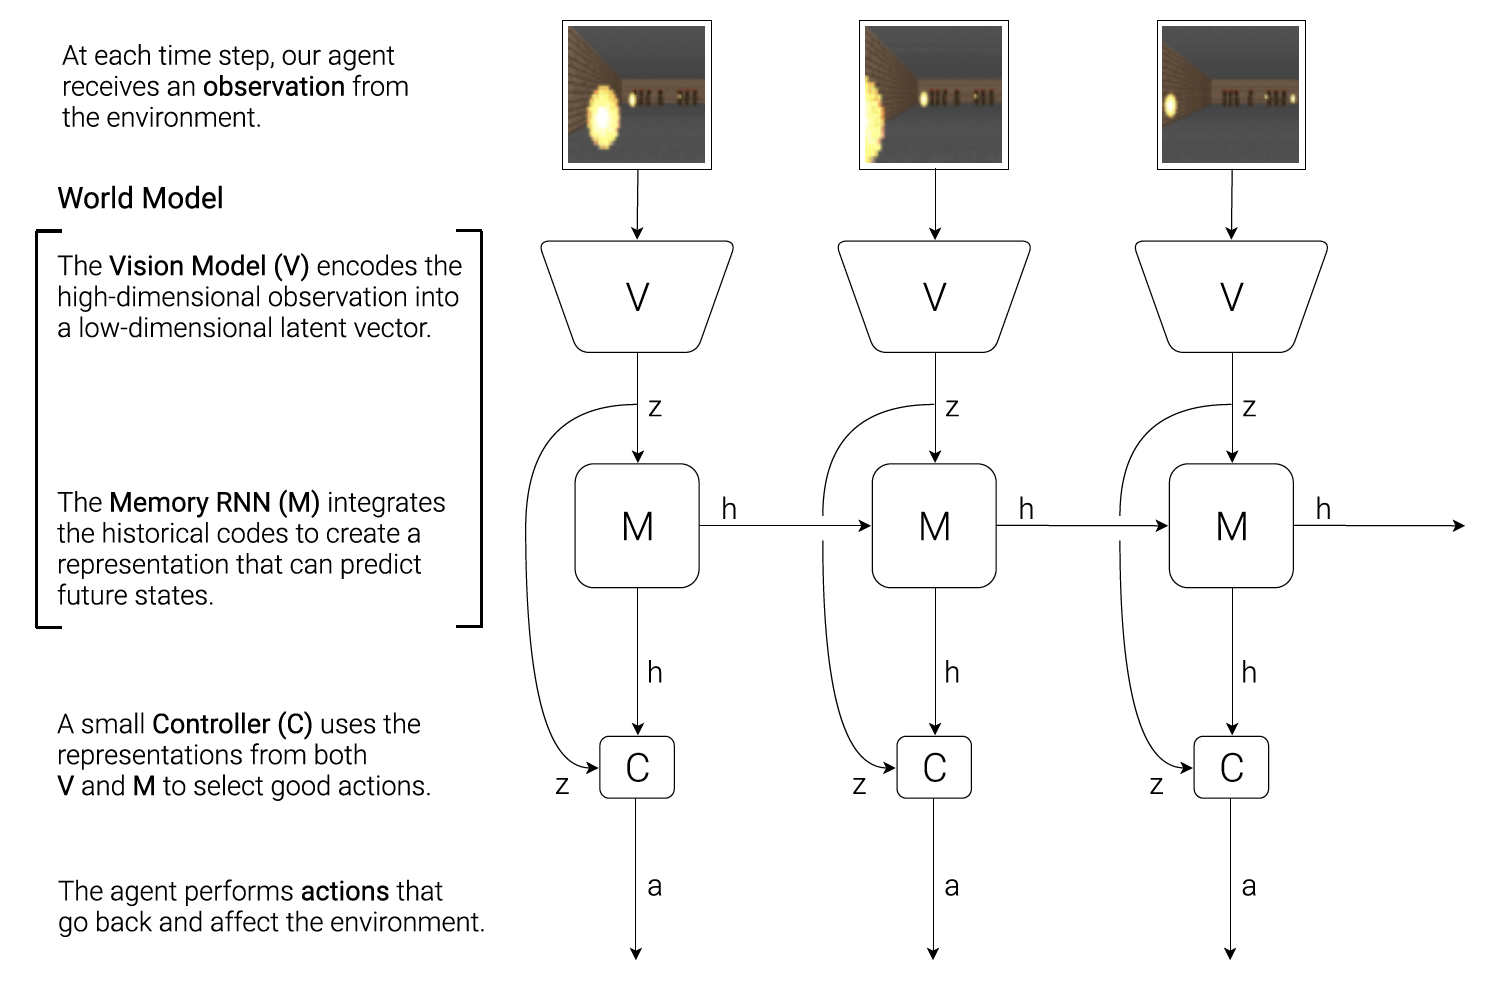 At each time step, our agent
receives an observation from
the environment.
World Model
The Vision Model (V) encodes the
high-dimensional observation into
a low-dimensional latent vector.
The Memory RNN (M) integrates
the historical codes to create a
representation that can predict
future states.
A small Controller (C) uses the
representations from both
V and M to select good actions.
The agent performs actions that
go back and affect the environment.
V V V
z z z
M h M h M h
h h h
C C C
z z z
a a a